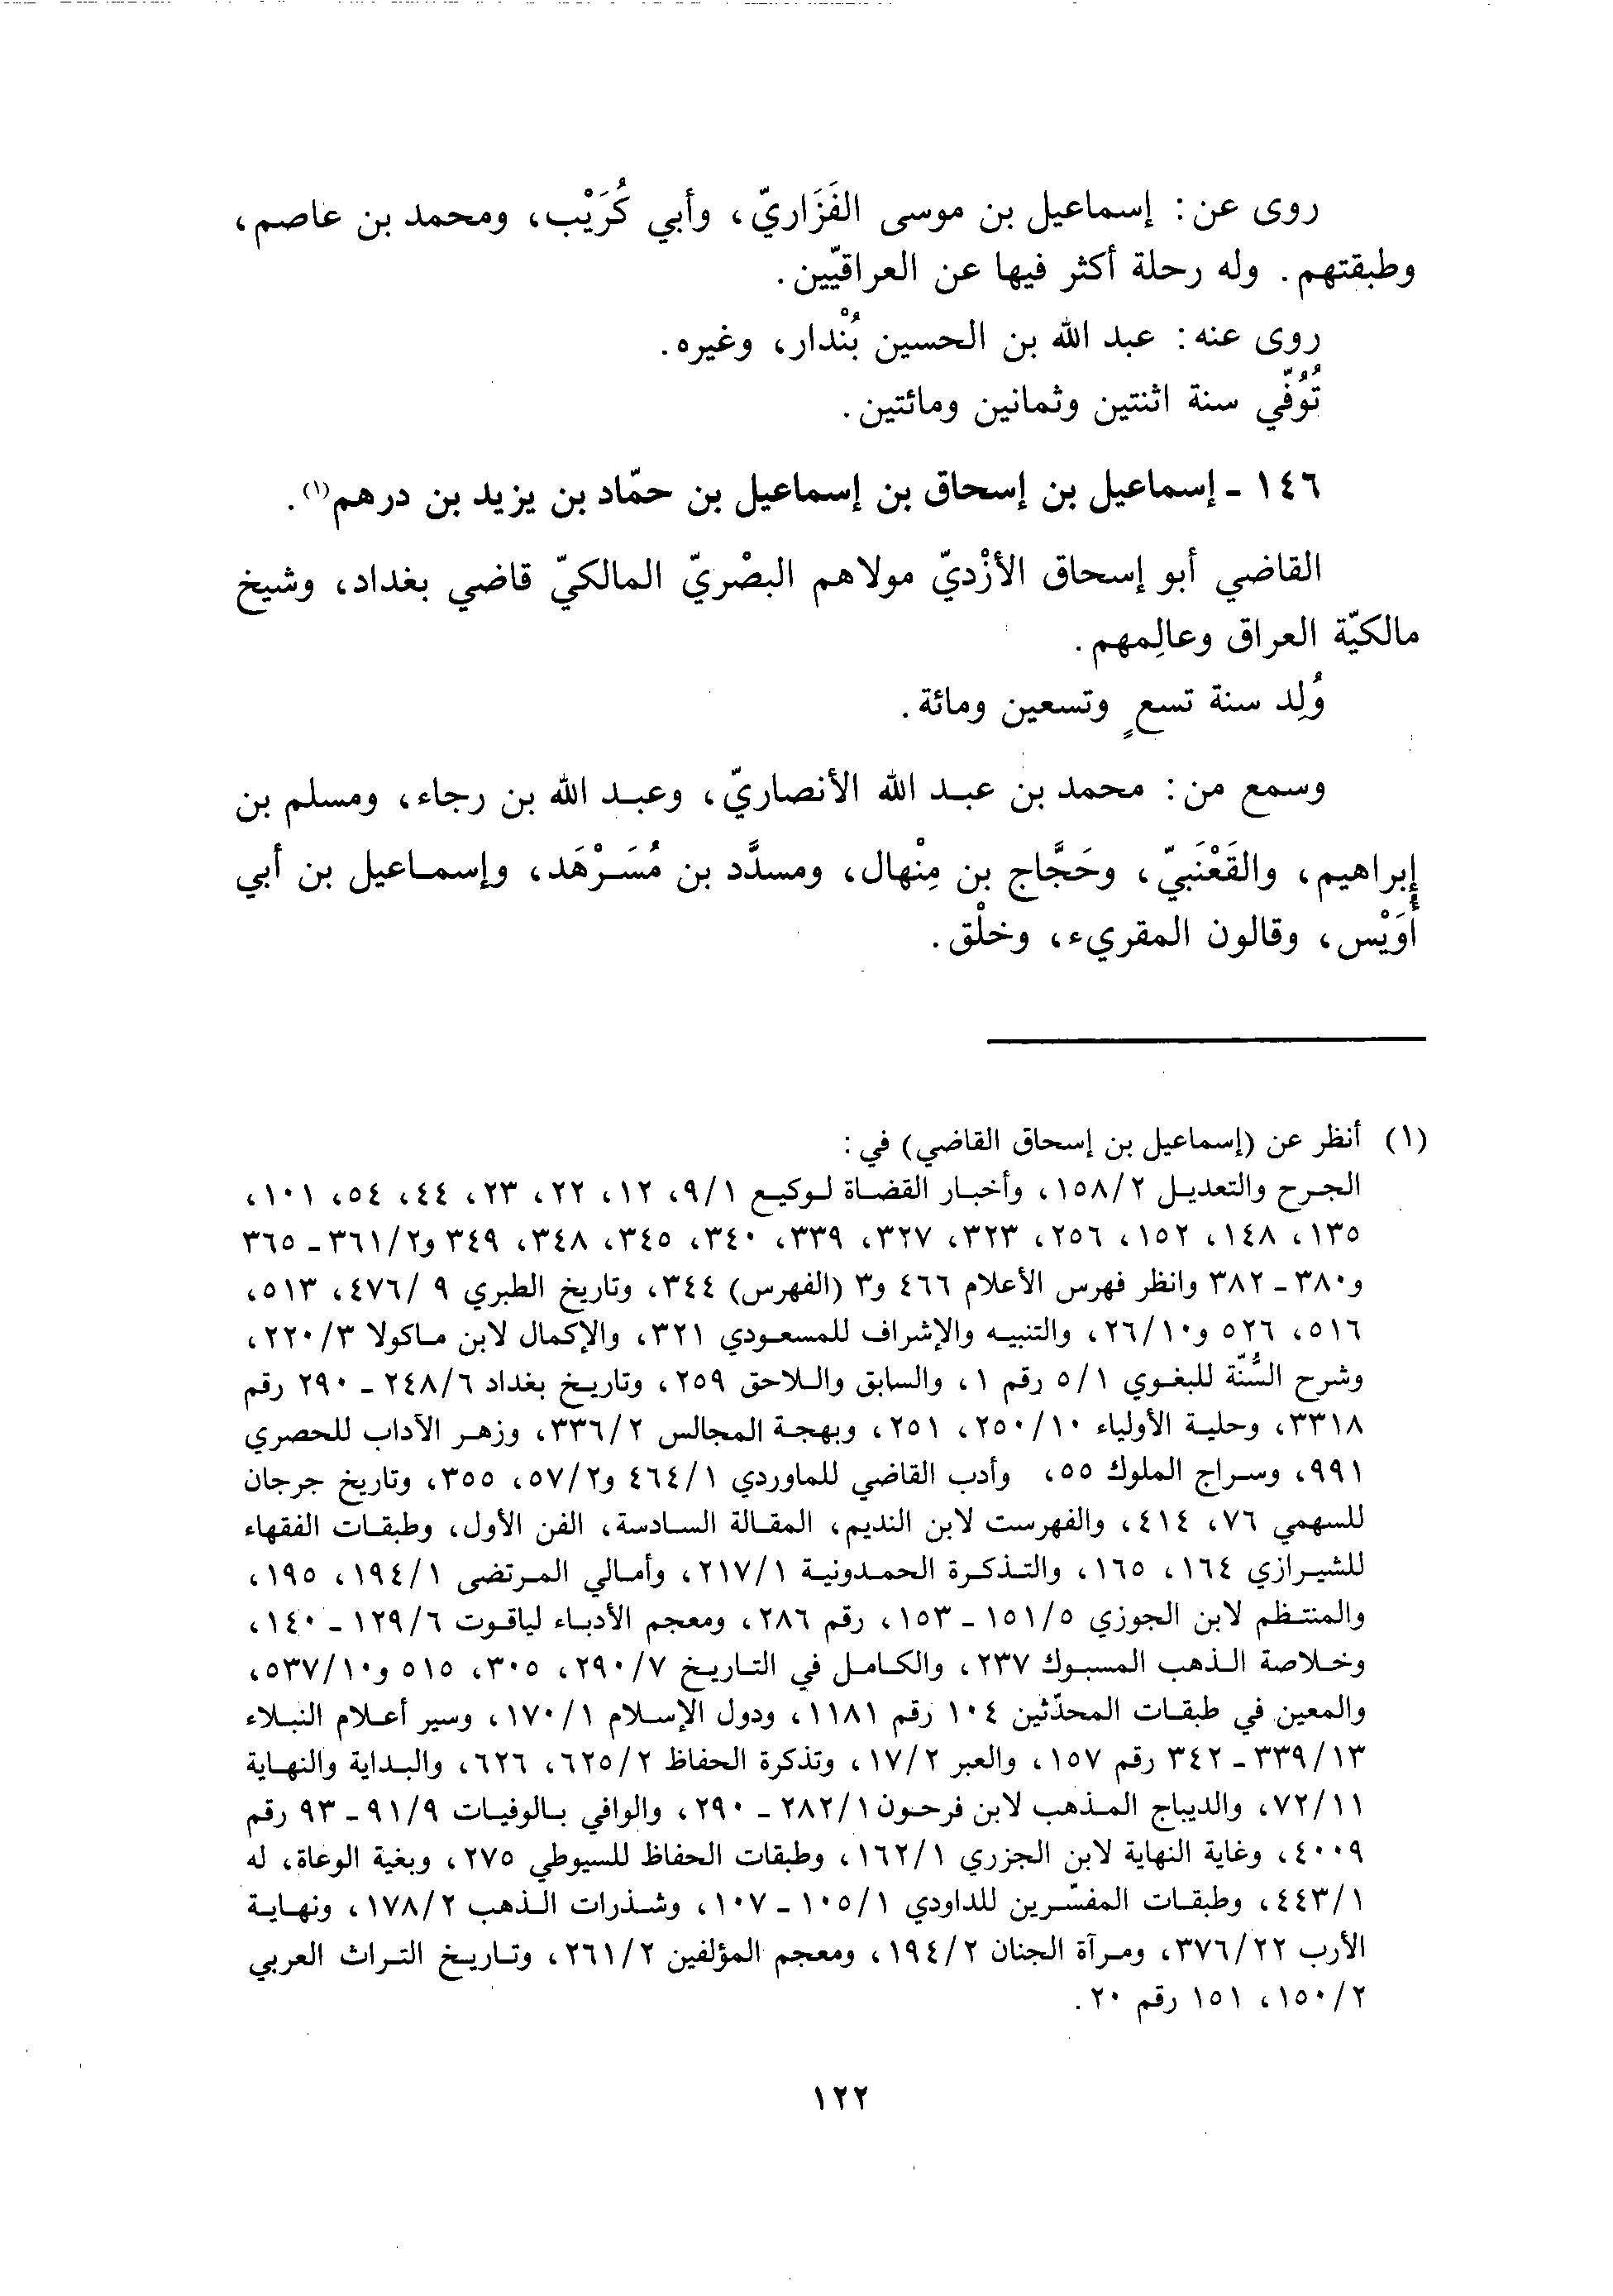 روى عن: إسماعيل بن موسى الفَزَاريّ، وأبي كُرَيْب، ومحمد بن عاصم،
وطبقتهم. وله رحلة أكثر فيها عن العراقيّين.
روى عنه: عبد الله بن الحسين بُنْدار، وغيره.
تُوُفّي سنة اثنتين وثمانين ومائتين.
١٤٦ ـ إسماعيل بن إسحاق بن إسماعيل بن حمّاد بن يزيد بن درهم(١).
القاضي أبو إسحاق الأزْديّ مولاهم البصْريّ المالكيّ قاضي بغداد، وشيخ
مالكيّة العراق وعالِمهم.
وُلِد سنة تسعٍ وتسعين ومائة.
وسمع من: محمد بن عبد الله الأنصاريّ، وعبد الله بن رجاء، ومسلم بن
إبراهيم، والقَعْنَبيّ، وحَجَّاج بن مِنْهال، ومسدَّد بن مُسَرْهَد، وإسماعيل بن أبي
أُوَيْس، وقالون المقريء، وخلْق.
(١) أنظر عن (إسماعيل بن إسحاق القاضي) في:
الجرح والتعديل ١٥٨/٢، وأخبار القضاة لوكيع ٩/١، ١٢، ٢٢، ٢٣، ٤٤، ٥٤، ١٠١،
١٣٥، ١٤٨، ١٥٢، ٢٥٦، ٣٢٣، ٣٢٧، ٣٣٩، ٣٤٠، ٣٤٥، ٣٤٨، ٣٤٩ و٣٦١/٢ ـ ٣٦٥
و٣٨٠ ـ ٣٨٢ وانظر فهرس الأعلام ٤٦٦ و٣ (الفهرس) ٣٤٤، وتاريخ الطبري ٩ /٤٧٦، ٥١٣،
٥١٦، ٥٢٦ و٢٦/١٠، والتنبيه والإشراف للمسعودي ٣٢١، والإكمال لابن ماكولا ٢٢٠/٣،
وشرح السُّنّة للبغوي ٥/١ رقم ١، والسابق واللاحق ٢٥٩، وتاريخ بغداد ٢٤٨/٦ ـ ٢٩٠ رقم
٣٣١٨، وحلية الأولياء ٢٥٠/١٠، ٢٥١، وبهجة المجالس ٣٣٦/٢، وزهر الآداب للحصري
٩٩١، وسراج الملوك ٥٥، وأدب القاضي للماوردي ٤٦٤/١ و٥٧/٢، ٣٥٥، وتاريخ جرجان
للسهمي ٧٦، ٤١٤، والفهرست لابن النديم، المقالة السادسة، الفن الأول، وطبقات الفقهاء
للشيرازي ١٦٤، ١٦٥، والتذكرة الحمدونية ٢١٧/١، وأمالي المرتضى ١٩٤/١، ١٩٥،
والمنتظم لابن الجوزي ١٥١/٥ ـ ١٥٣، رقم ٢٨٦، ومعجم الأدباء لياقوت ١٢٩/٦ ـ ١٤٠،
وخلاصة الذهب المسبوك ٢٣٧، والكامل في التاريخ ٢٩٠/٧، ٣٠٥، ٥١٥ و٥٣٧/١٠،
والمعين في طبقات المحدّثين ١٠٤ رقم ١١٨١، ودول الإسلام ١٧٠/١، وسير أعلام النبلاء
٣٣٩/١٣ ـ ٣٤٢ رقم ١٥٧، والعبر ١٧/٢، وتذكرة الحفاظ ٦٢٥/٢، ٦٢٦، والبداية والنهاية
٧٢/١١، والديباج المذهب لابن فرحون ٢٨٢/١ ـ ٢٩٠، والوافي بالوفيات ٩١/٩ ـ ٩٣ رقم
٤٠٠٩، وغاية النهاية لابن الجزري ١٦٢/١، وطبقات الحفاظ للسيوطي ٢٧٥، وبغية الوعاة، له
٤٤٣/١، وطبقات المفسّرين للداودي ١٠٥/١ ـ ١٠٧، وشذرات الذهب ١٧٨/٢، ونهاية
الأرب ٣٧٦/٢٢، ومرآة الجنان ١٩٤/٢، ومعجم المؤلفين ٢٦١/٢، وتاريخ التراث العربي
١٥٠/٢، ١٥١ رقم ٢٠.
١٢٢